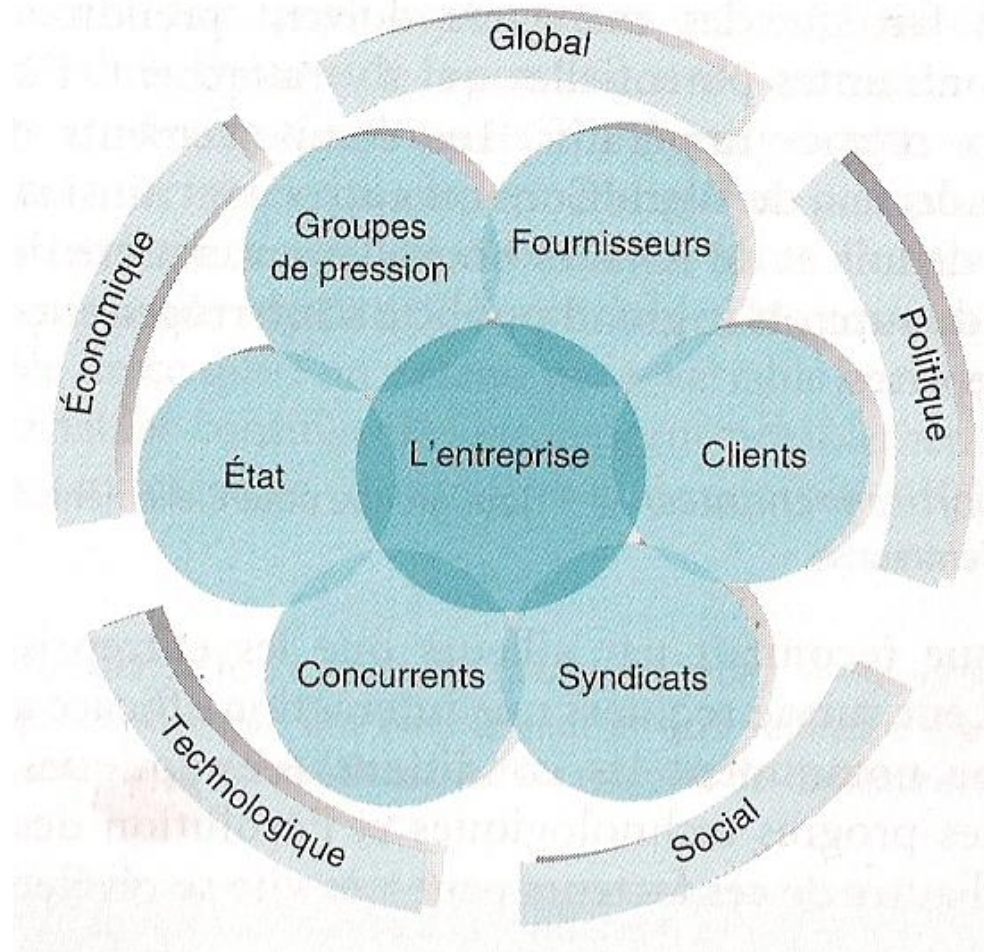 Global
Groupes
de pression
Fournisseurs
Économique
Politique
État
L'entreprise
Clients
Concurrents
Syndicats
Technologique
Social